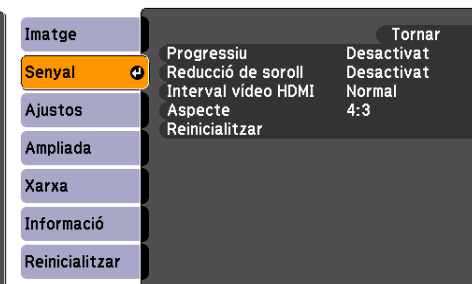 Imatge
Senyal
Ajustos
Ampliada
Xarxa
Informació
Reinicialitzar
Tornar
Progressiu Desactivat
Reducció de soroll Desactivat
Interval vídeo HDMI Normal
Aspecte 4:3
Reinicialitzar